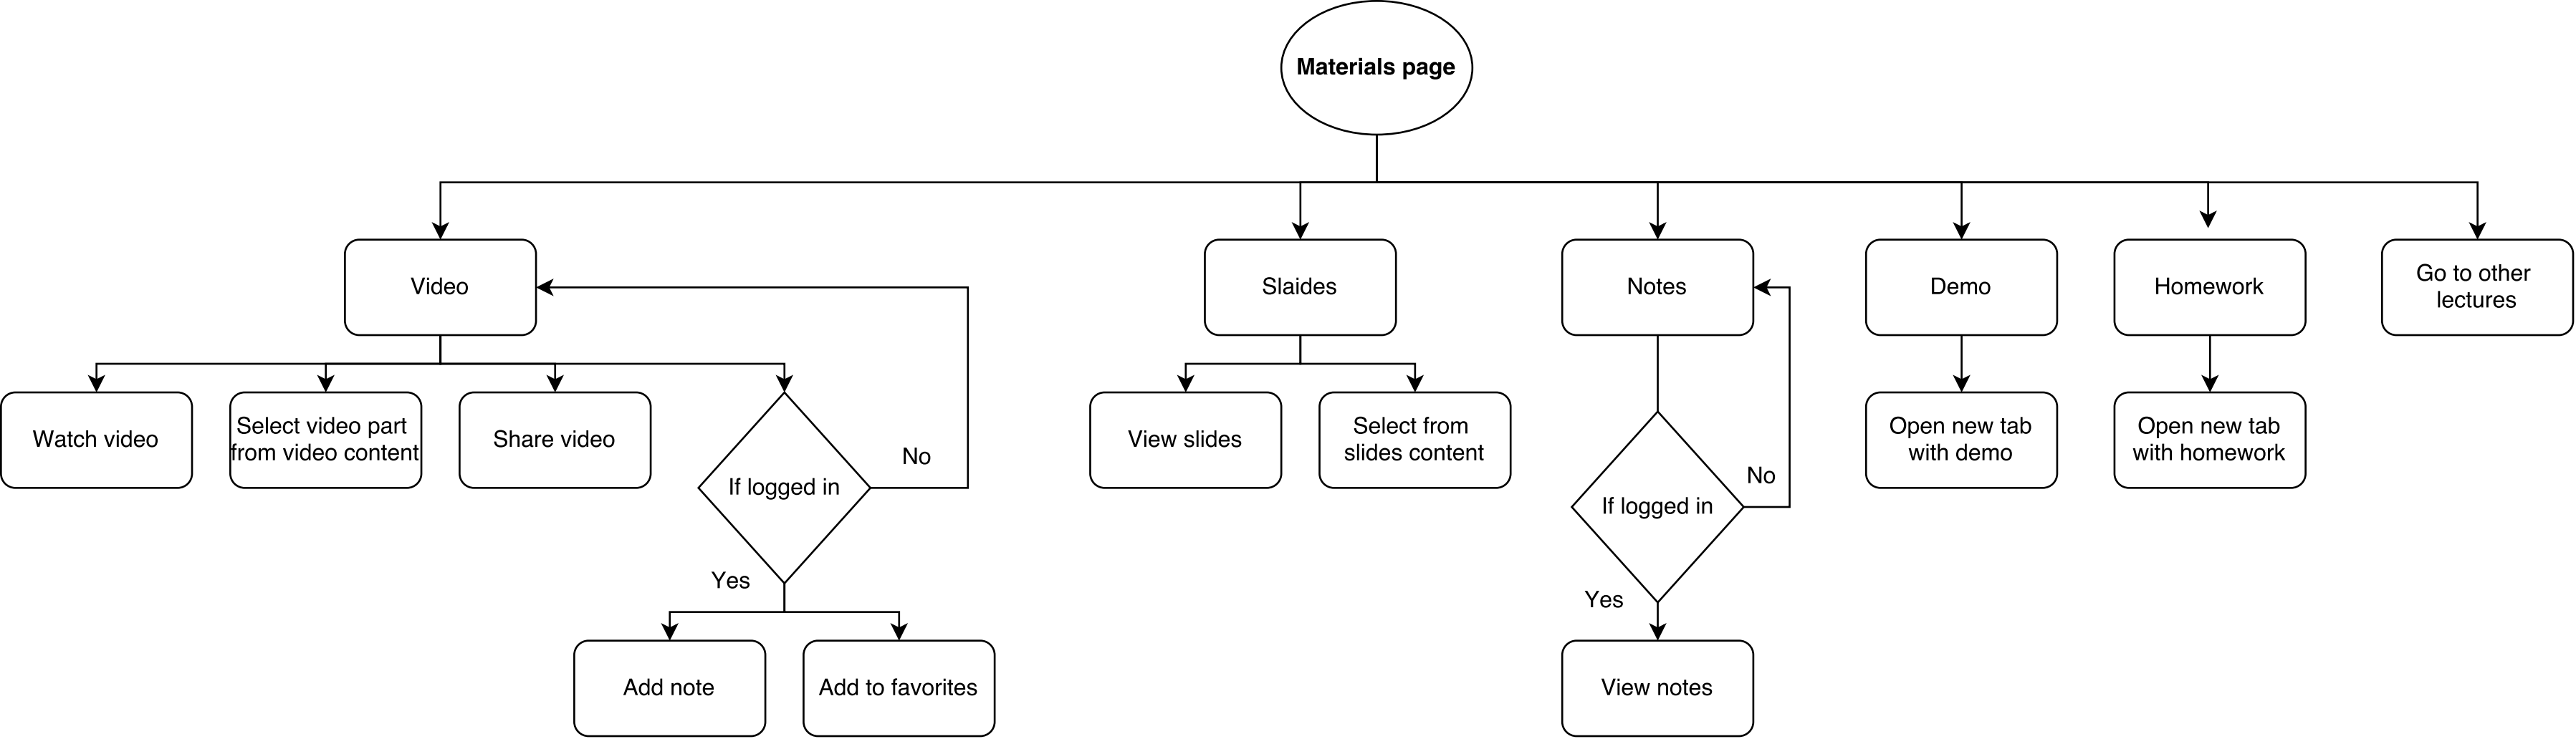 Materials page
Video
Slaides
Notes
Demo
Homework
Go to other
lectures
Watch video
Select video part
from video content
Share video
If logged in
No
Yes
Add note
Add to favorites
View slides
Select from
slides content
If logged in
No
Yes
View notes
Open new tab
with demo
Open new tab
with homework